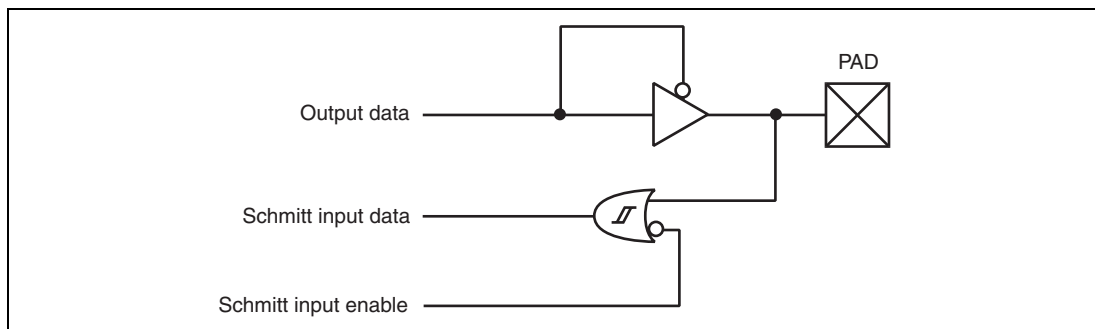 PAD
Output data
Schmitt input data
Schmitt input enable